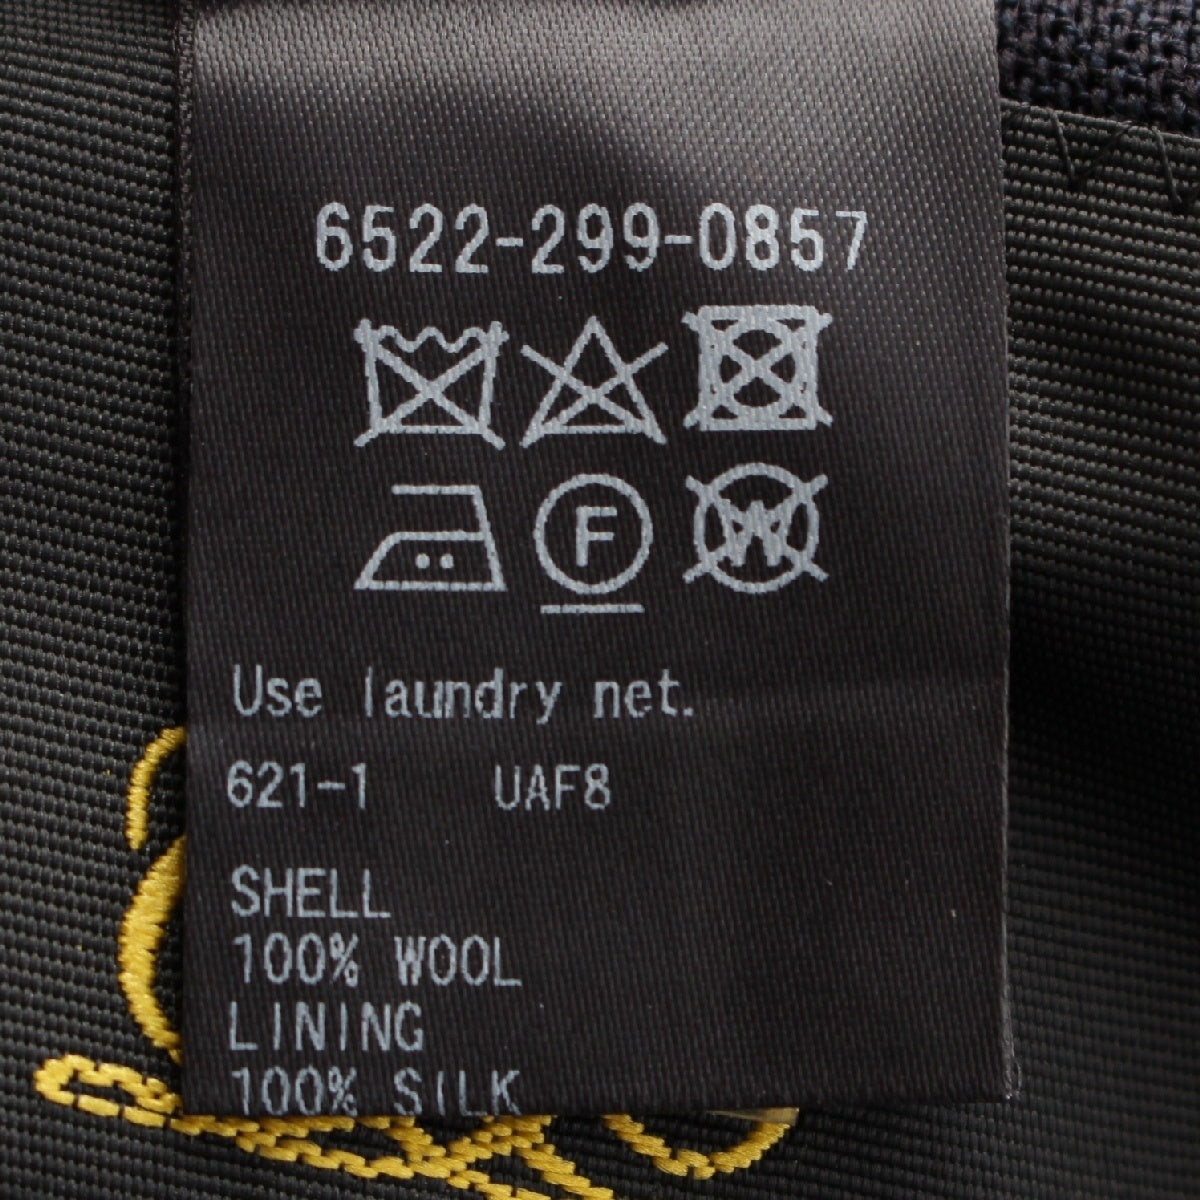 6522-299-0857
F W
Use laundry net.
621-1 UAF8
SHELL
100% WOOL
LINING
100% SILK